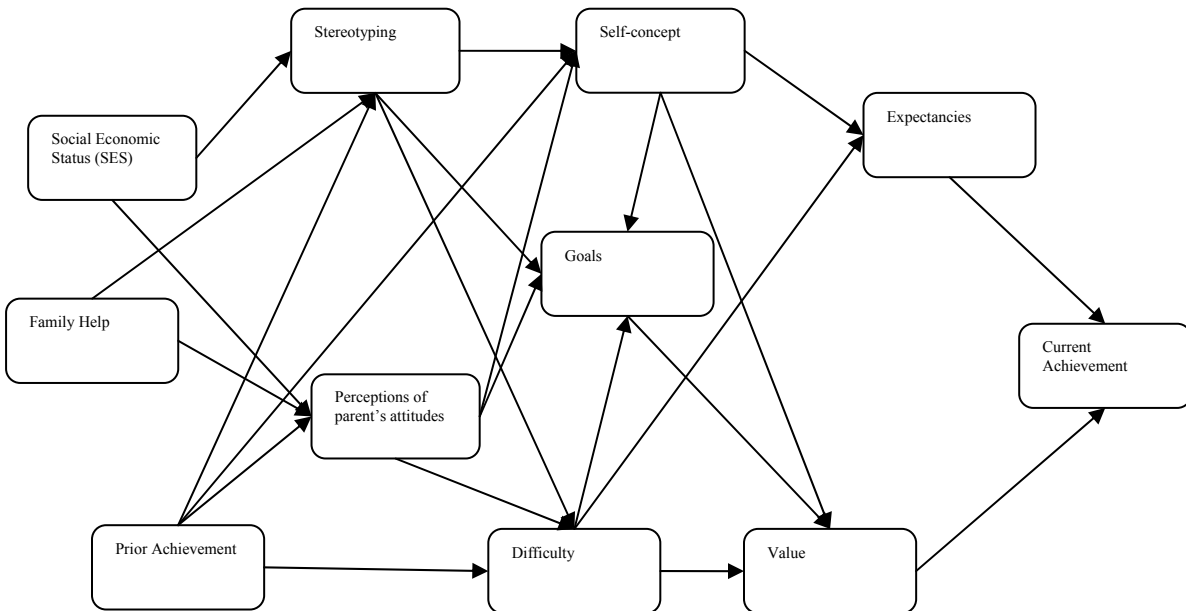 Stereotyping
Self-concept
Expectancies
Social Economic
Status (SES)
Goals
Family Help
Current
Achievement
Perceptions of
parent’s attitudes
Prior Achievement
Difficulty
Value